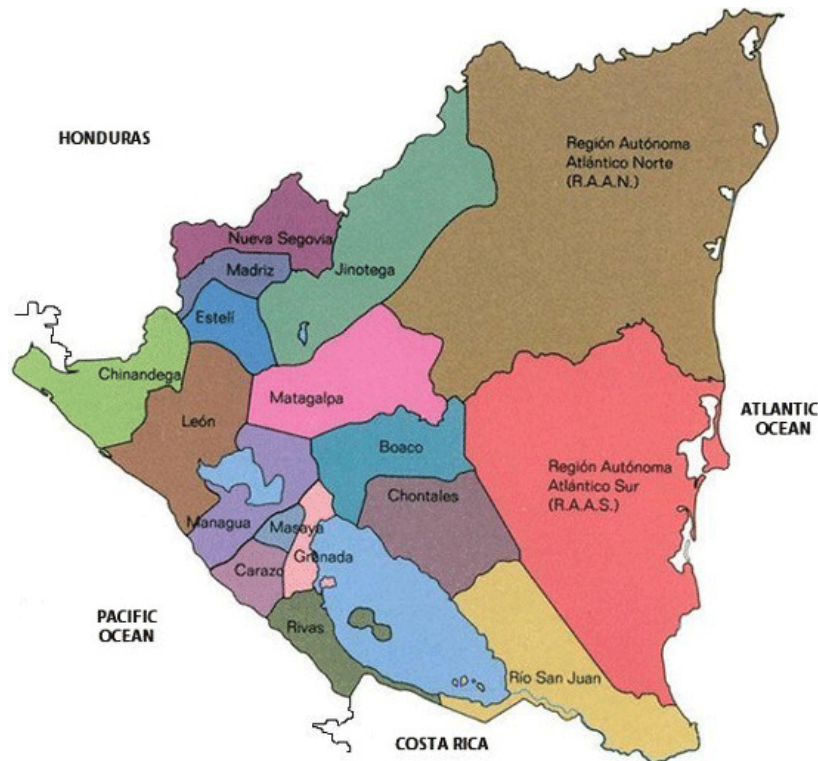 HONDURAS
Región Autónoma
Atlántico Norte
(R.A.A.N.)
Nueva Segovia
Madriz
Jinotega
Estelí
Chinandega
Matagalpa
León
ATLANTIC
OCEAN
Boaco
Región Autónoma
Atlántico Sur
(R.A.A.S.)
Chontales
Managua
Masaya
Granada
Carazo
PACIFIC
OCEAN
Rivas
Río San Juan
COSTA RICA